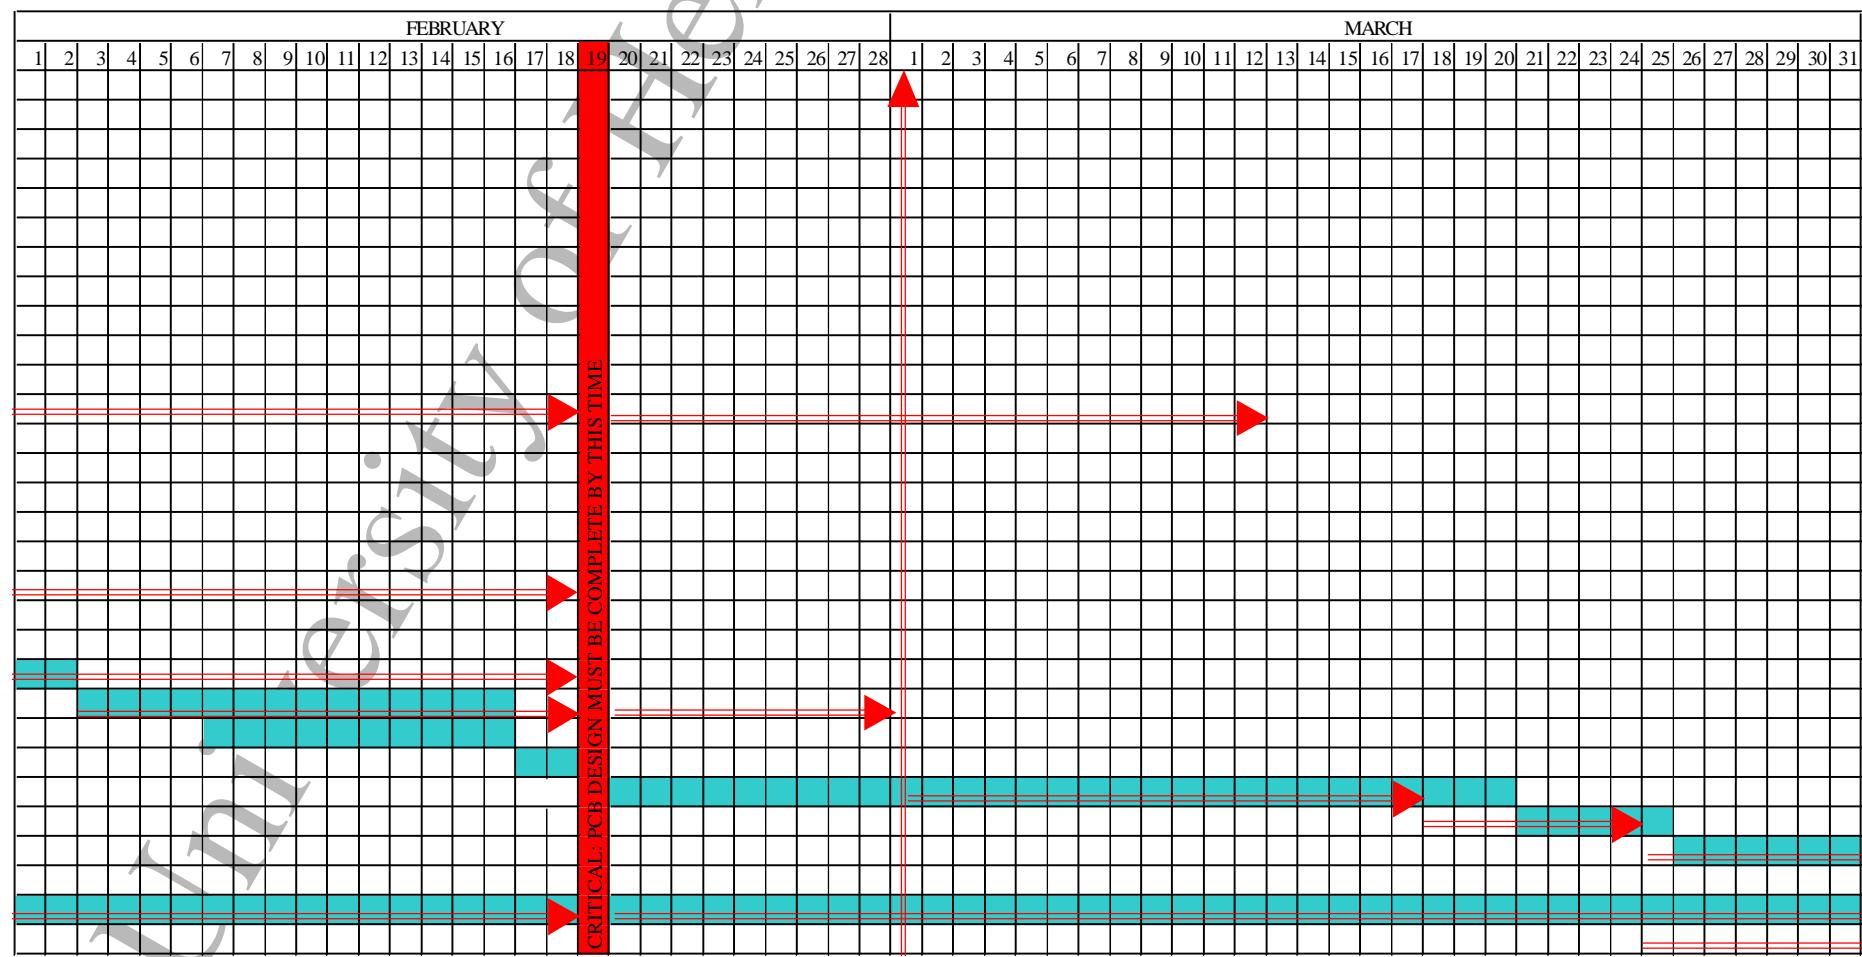 FEBRUARY MARCH
1 2 3 4 5 6 7 8 9 10 11 12 13 14 15 16 17 18 19 20 21 22 23 24 25 26 27 28 1 2 3 4 5 6 7 8 9 10 11 12 13 14 15 16 17 18 19 20 21 22 23 24 25 26 27 28 29 30 31
CRITICAL: PCB DESIGN MUST BE COMPLETE BY THIS TIME
University of He